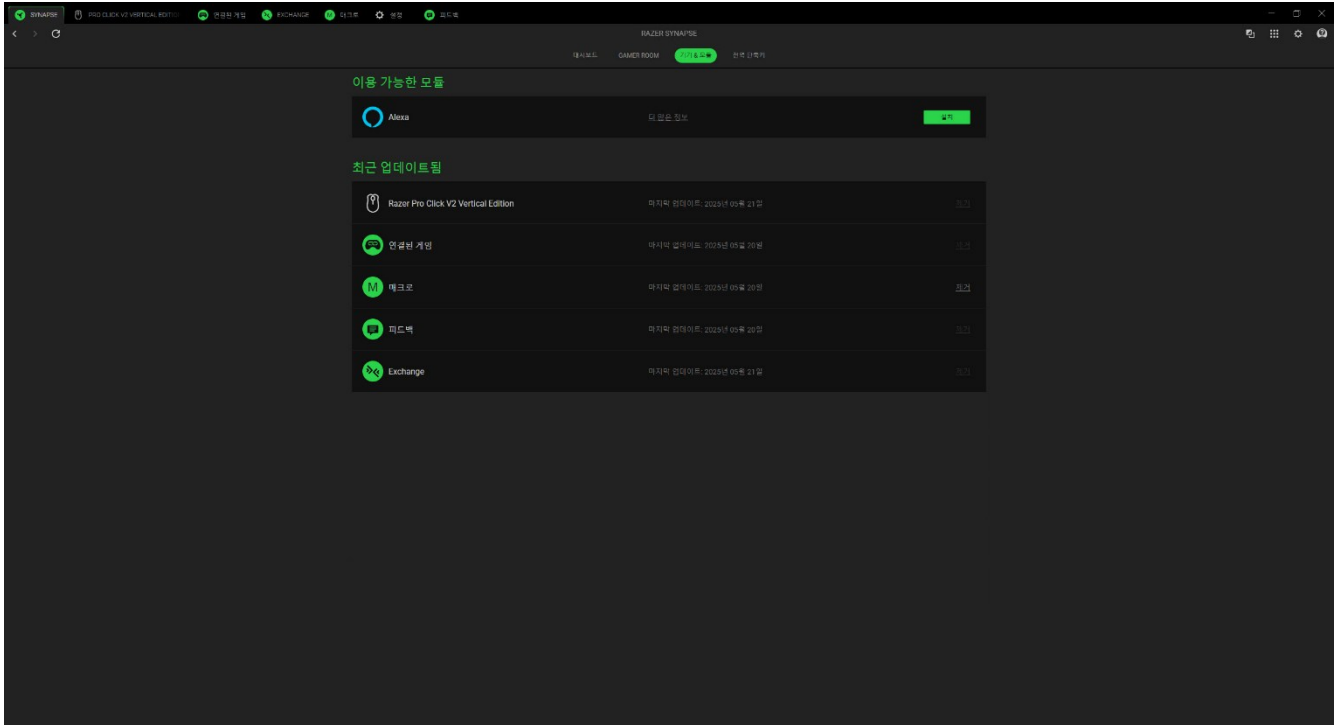 SYNAPSE
PRO CLICK V2 VERTICAL EDITIO
연결된 게임
EXCHANGE
매크로
설정
피드백
RAZER SYNAPSE
대시보드
GAMER ROOM
기기 & 모듈
전역 단축키
이용 가능한 모듈
Alexa
더 많은 정보
설치
최근 업데이트됨
Razer Pro Click V2 Vertical Edition
마지막 업데이트: 2025년 05월 21일
제거
연결된 게임
마지막 업데이트: 2025년 05월 20일
제거
M
매크로
마지막 업데이트: 2025년 05월 20일
제거
피드백
마지막 업데이트: 2025년 05월 20일
제거
Exchange
마지막 업데이트: 2025년 05월 21일
제거